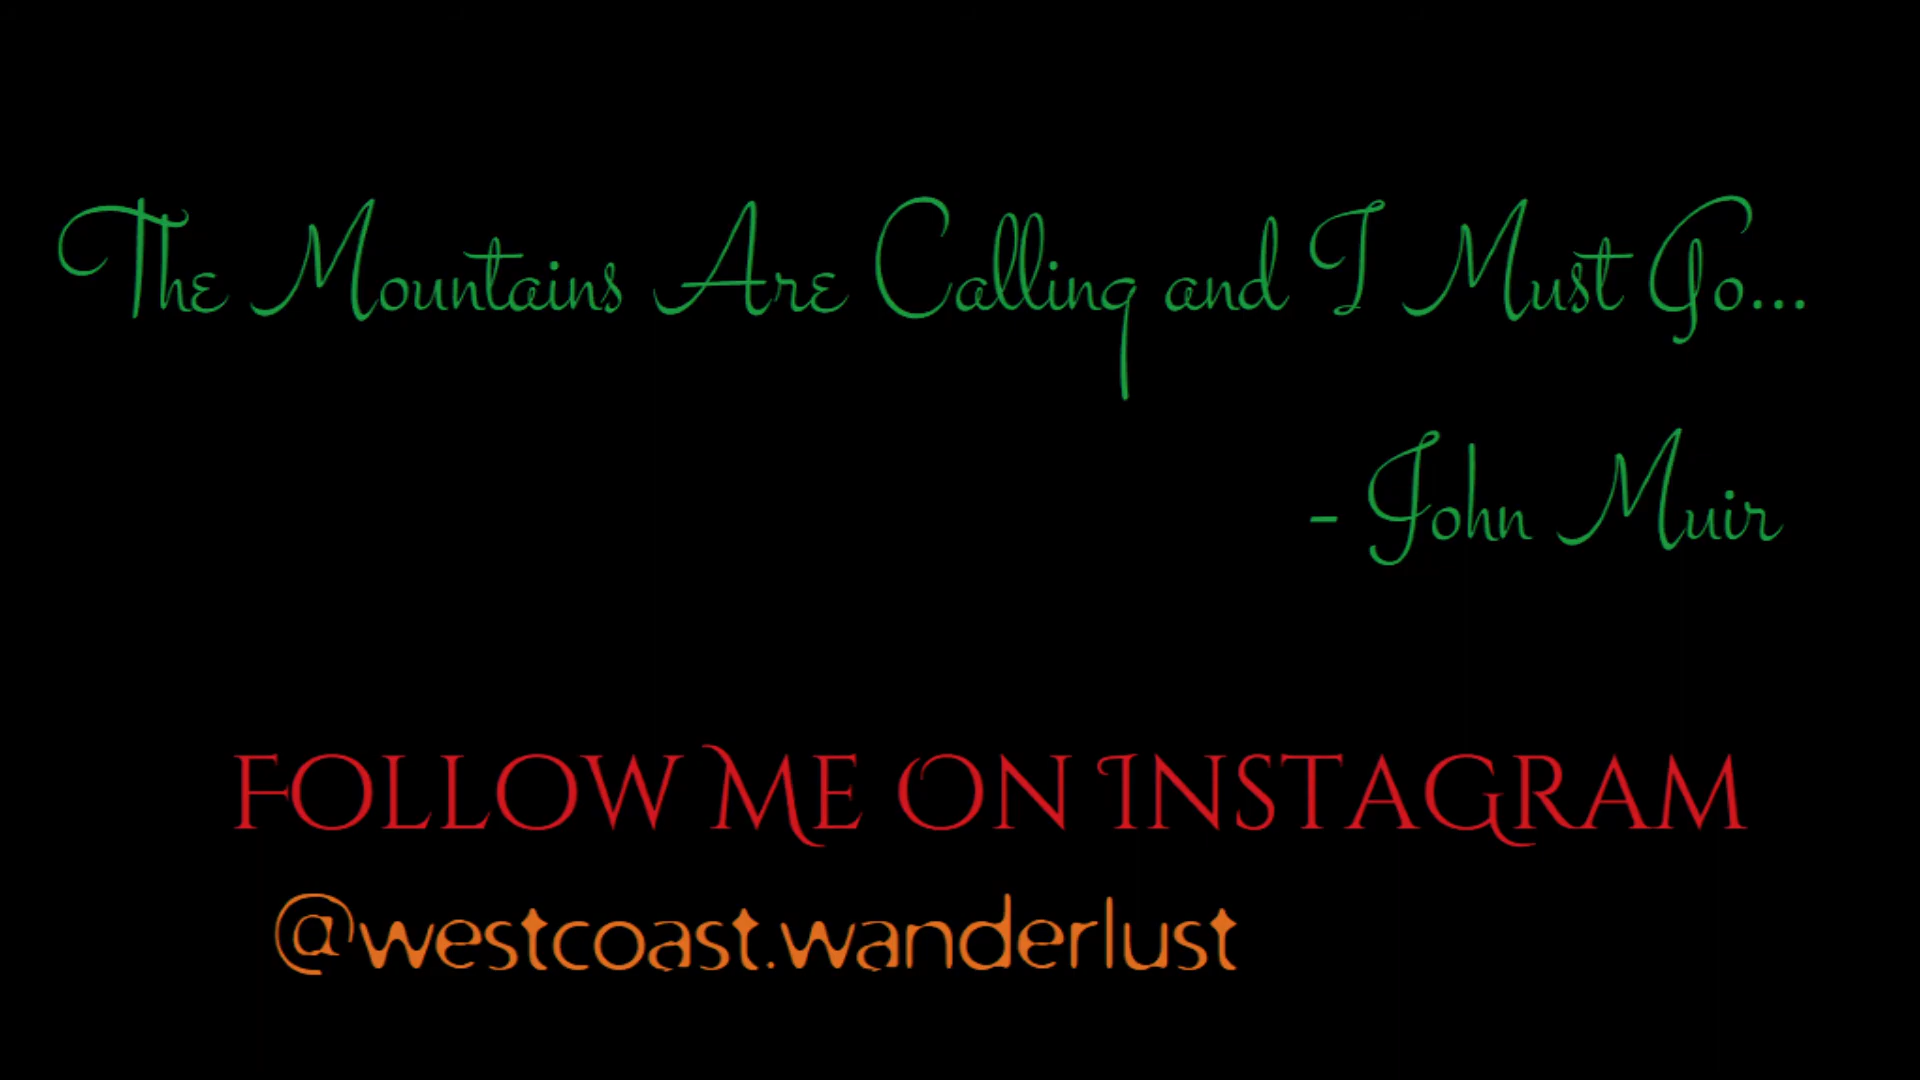 The Mountains Are Calling and I Must Go...
- John Muir
Follow Me On Instagram
@westcoast.wanderlust